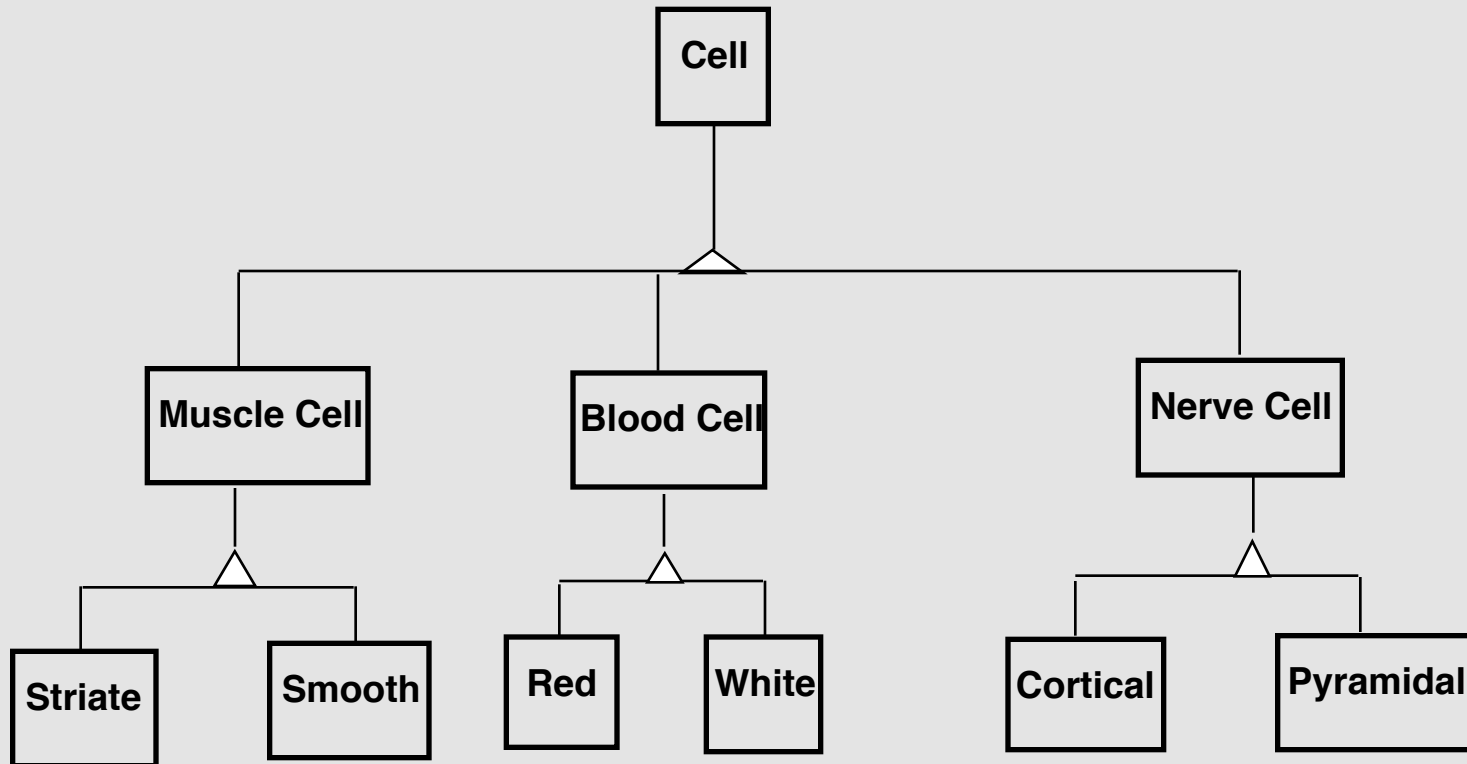 Cell
Muscle Cell
Blood Cell
Nerve Cell
Striate
Smooth
Red
White
Cortical
Pyramidal